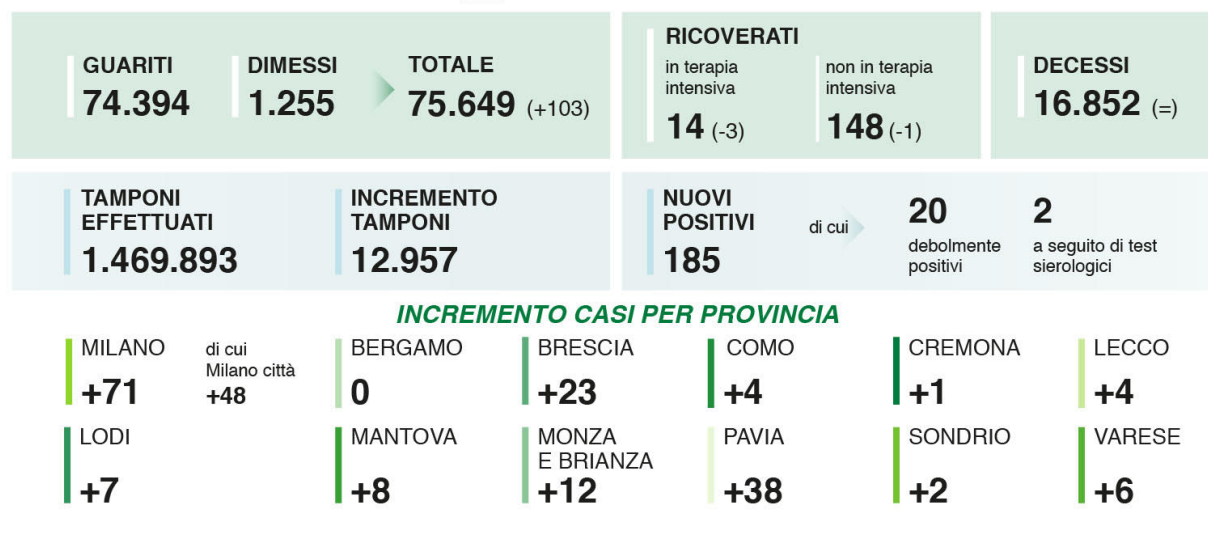 GUARITI
74.394
DIMESSI
1.255
TOTALE
75.649 (+103)
RICOVERATI
in terapia
intensiva
14 (-3)
non in terapia
intensiva
148 (-1)
DECESSI
16.852 (=)
TAMPONI
EFFETTUATI
1.469.893
INCREMENTO
TAMPONI
12.957
NUOVI
POSITIVI
185
di cui
20
debolmente
positivi
2
a seguito di test
sierologici
INCREMENTO CASI PER PROVINCIA
MILANO
+71
di cui
Milano città
+48
BERGAMO
0
BRESCIA
+23
COMO
+4
CREMONA
+1
LECCO
+4
LODI
+7
MANTOVA
+8
MONZA
E BRIANZA
+12
PAVIA
+38
SONDRIO
+2
VARESE
+6